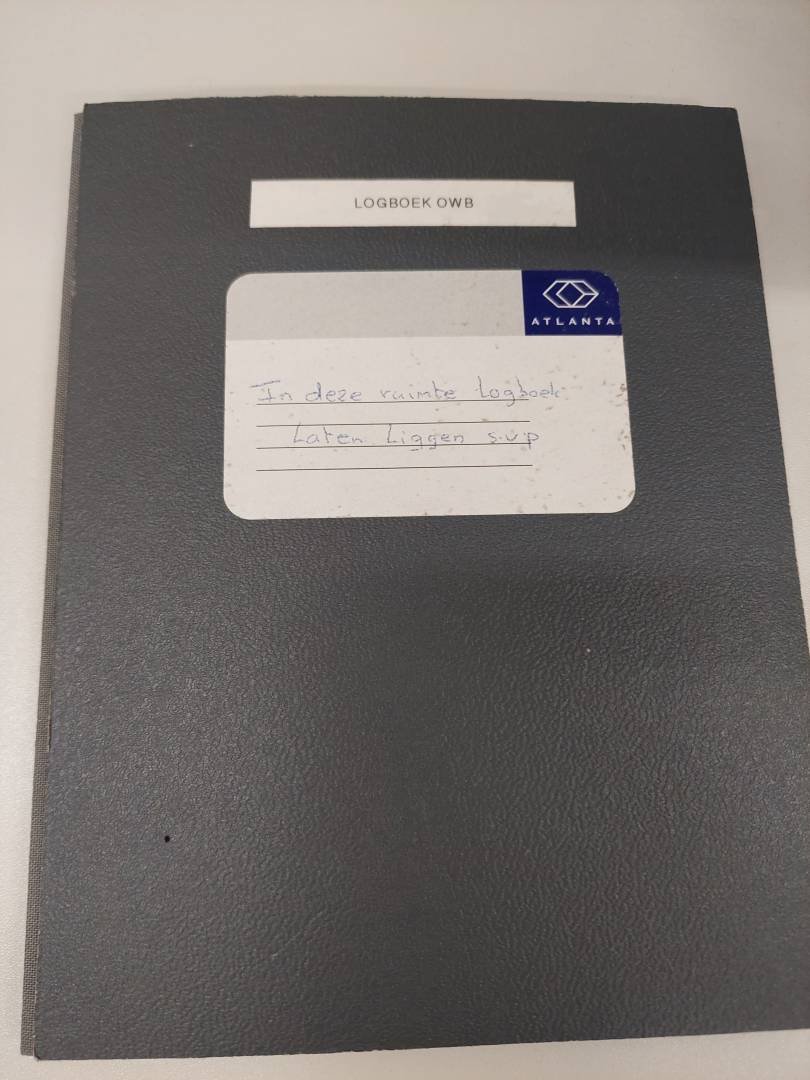 LOGBOEK OWB
ATLANTA
In deze ruimte Logboek
Laten Liggen s.v.p